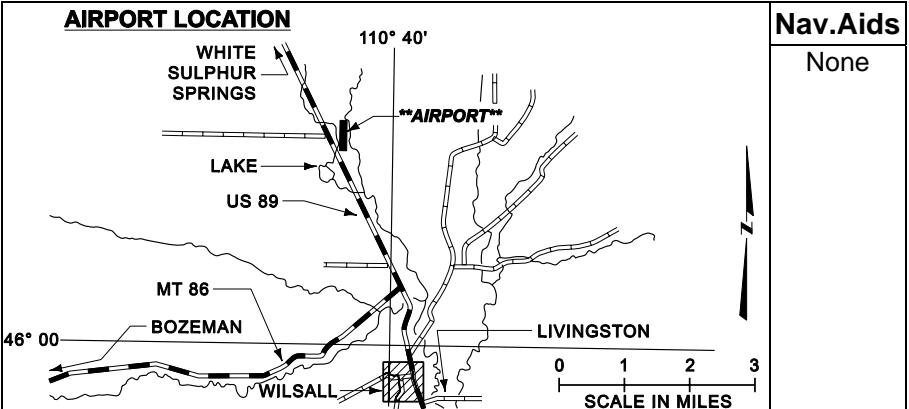 AIRPORT LOCATION
Nav.Aids
None
110° 40'
WHITE
SULPHUR
SPRINGS
**AIRPORT**
LAKE
US 89
N
MT 86
BOZEMAN
LIVINGSTON
46° 00
WILSALL
0 1 2 3
SCALE IN MILES